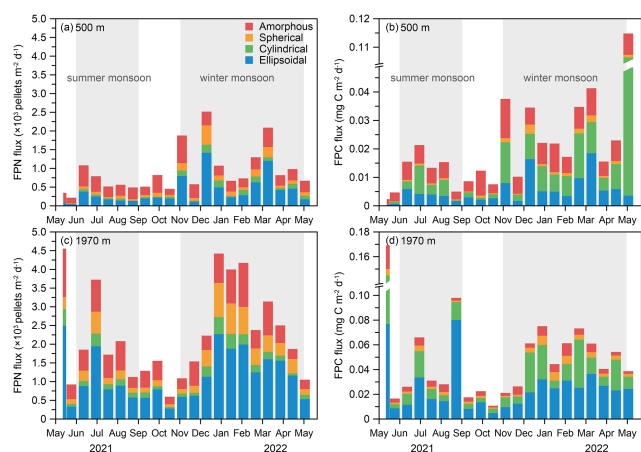 (a) 500 m
Amorphous
Spherical
Cylindrical
Ellipsoidal
summer monsoon
winter monsoon
FPN flux (×10³ pellets m⁻² d⁻¹)
5.0
4.5
4.0
3.5
3.0
2.5
2.0
1.5
1.0
0.5
0.0
May Jun Jul Aug Sep Oct Nov Dec Jan Feb Mar Apr May
(b) 500 m
summer monsoon
winter monsoon
FPC flux (mg C m⁻² d⁻¹)
0.12
0.11
0.04
0.03
0.02
0.01
0
May Jun Jul Aug Sep Oct Nov Dec Jan Feb Mar Apr May
(c) 1970 m
FPN flux (×10³ pellets m⁻² d⁻¹)
5.0
4.5
4.0
3.5
3.0
2.5
2.0
1.5
1.0
0.5
0
May Jun Jul Aug Sep Oct Nov Dec Jan Feb Mar Apr May
2021 2022
(d) 1970 m
FPC flux (mg C m⁻² d⁻¹)
0.18
0.16
0.14
0.10
0.08
0.06
0.04
0.02
0
May Jun Jul Aug Sep Oct Nov Dec Jan Feb Mar Apr May
2021 2022